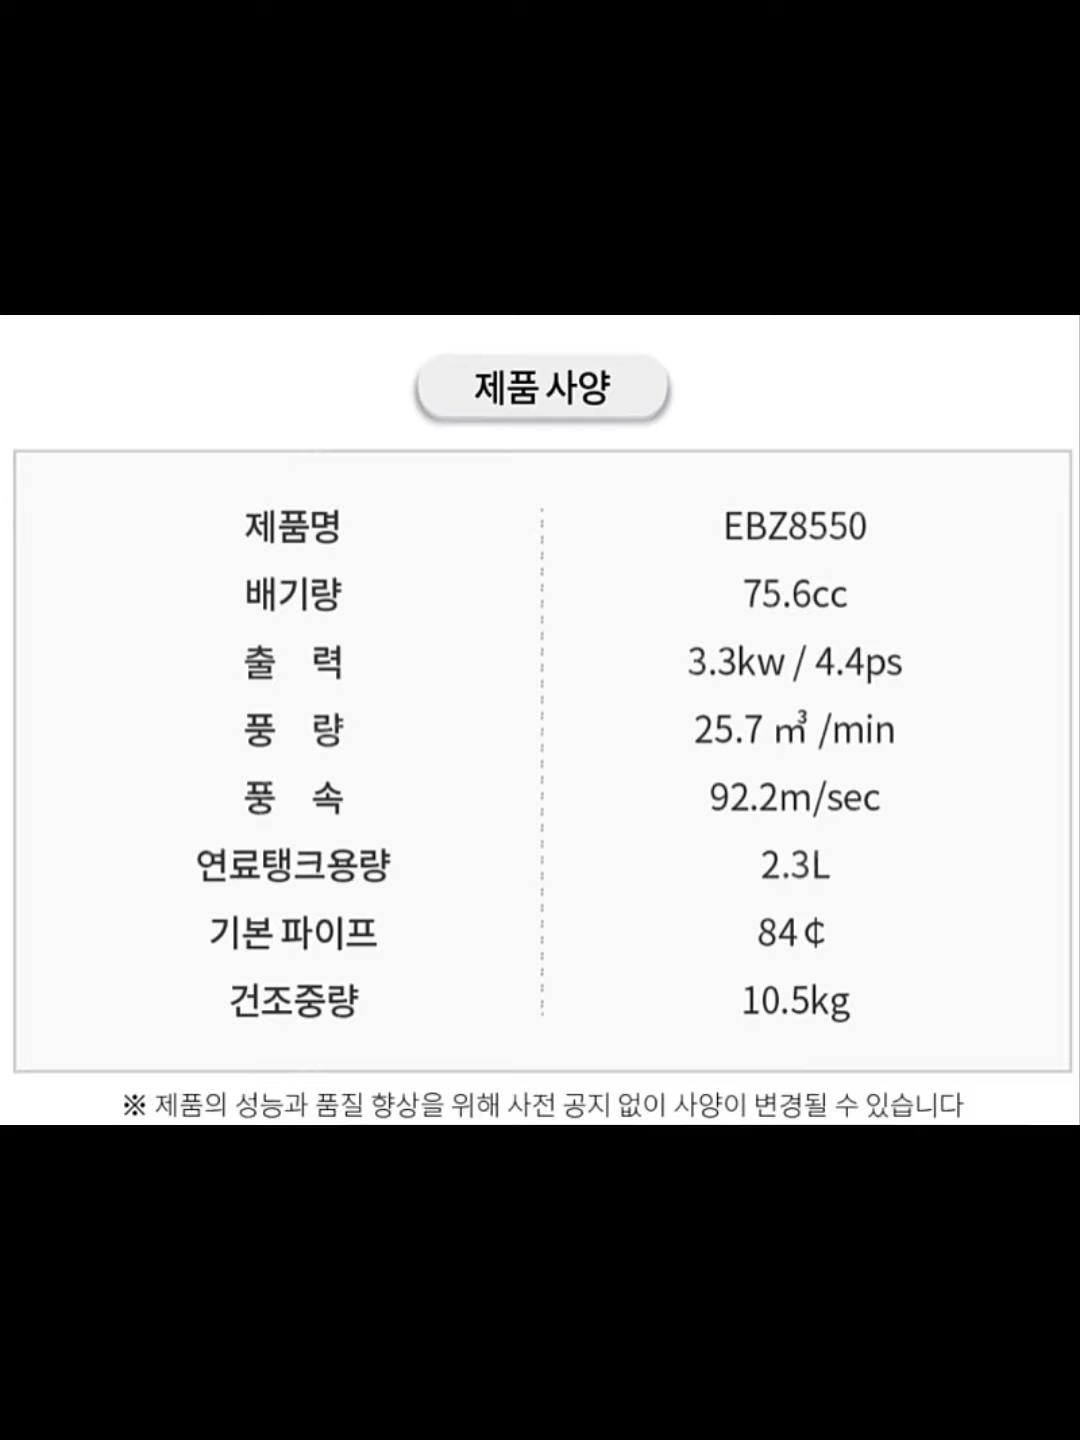 제품 사양
제품명 EBZ8550
배기량 75.6cc
출 력 3.3kw / 4.4ps
풍 량 25.7 ㎥ /min
풍 속 92.2m/sec
연료탱크용량 2.3L
기본 파이프 84￠
건조중량 10.5kg
※ 제품의 성능과 품질 향상을 위해 사전 공지 없이 사양이 변경될 수 있습니다